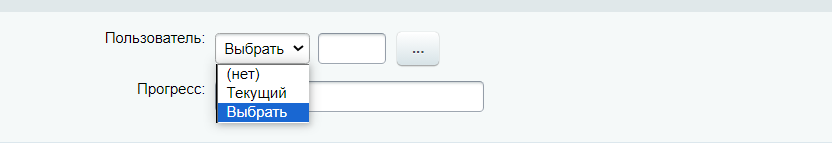 Пользователь: Выбрать ...
(нет)
Прогресс: Текущий
Выбрать